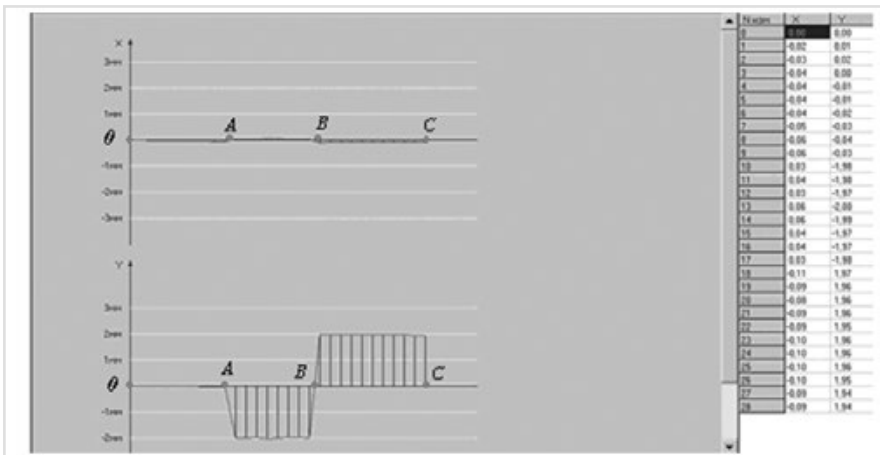 X
3мм
2мм
1мм
A B C
0
-1мм
-2мм
-3мм
Y
3мм
2мм
1мм
A B C
0
-1мм
-2мм
N изм X Y
0 0,00 0,00
1 -0,02 0,01
2 -0,03 0,02
3 -0,04 0,00
4 -0,04 -0,01
5 -0,04 -0,01
6 -0,04 -0,02
7 -0,05 -0,03
8 -0,06 -0,04
9 -0,06 -0,03
10 0,03 -1,98
11 0,04 -1,98
12 0,03 -1,97
13 0,06 -2,00
14 0,06 -1,99
15 0,04 -1,97
16 0,04 -1,97
17 0,03 -1,98
18 -0,11 1,97
19 -0,09 1,96
20 -0,08 1,96
21 -0,09 1,96
22 -0,09 1,95
23 -0,10 1,96
24 -0,10 1,96
25 -0,10 1,96
26 -0,10 1,95
27 -0,09 1,94
28 -0,09 1,94